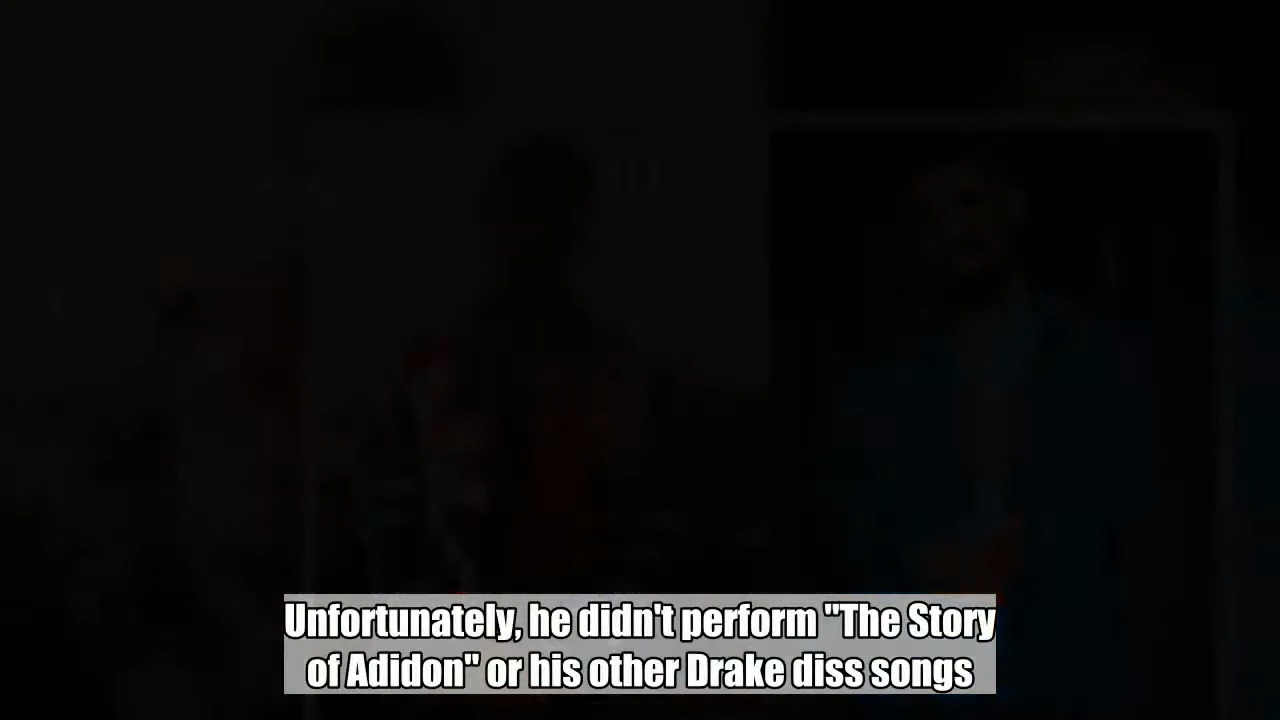 Unfortunately, he didn't perform "The Story
of Adidon" or his other Drake diss songs